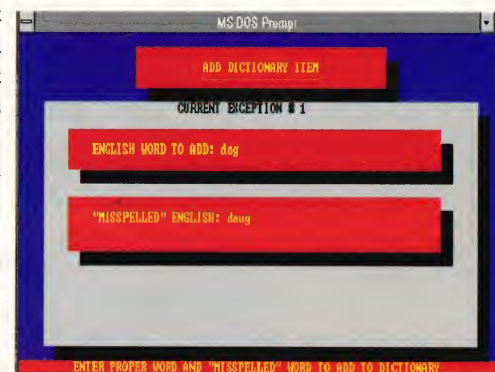 MS-DOS Prompt
ADD DICTIONARY ITEM
CURRENT EXCEPTION # 1
ENGLISH WORD TO ADD: dog
"MISSPELLED" ENGLISH: daug
ENTER PROPER WORD AND "MISSPELLED" WORD TO ADD TO DICTIONARY